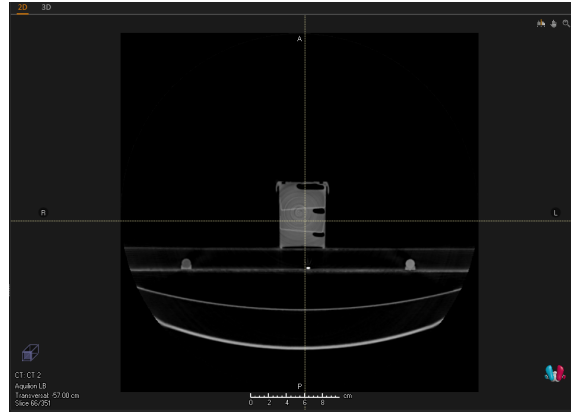 2D 3D
A
R L
CT: CT 2
Aquilion LB
Transversal: -57.00 cm
Slice 66/351
P
cm
0 2 4 6 8